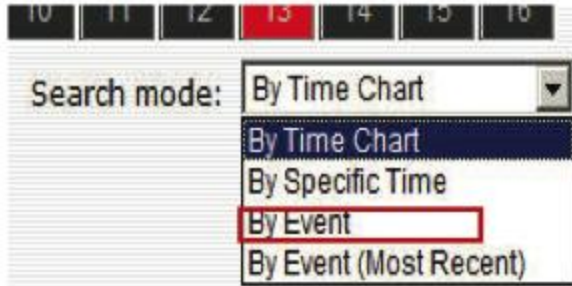 10 11 12 13 14 15 16
Search mode: By Time Chart
By Time Chart
By Specific Time
By Event
By Event (Most Recent)